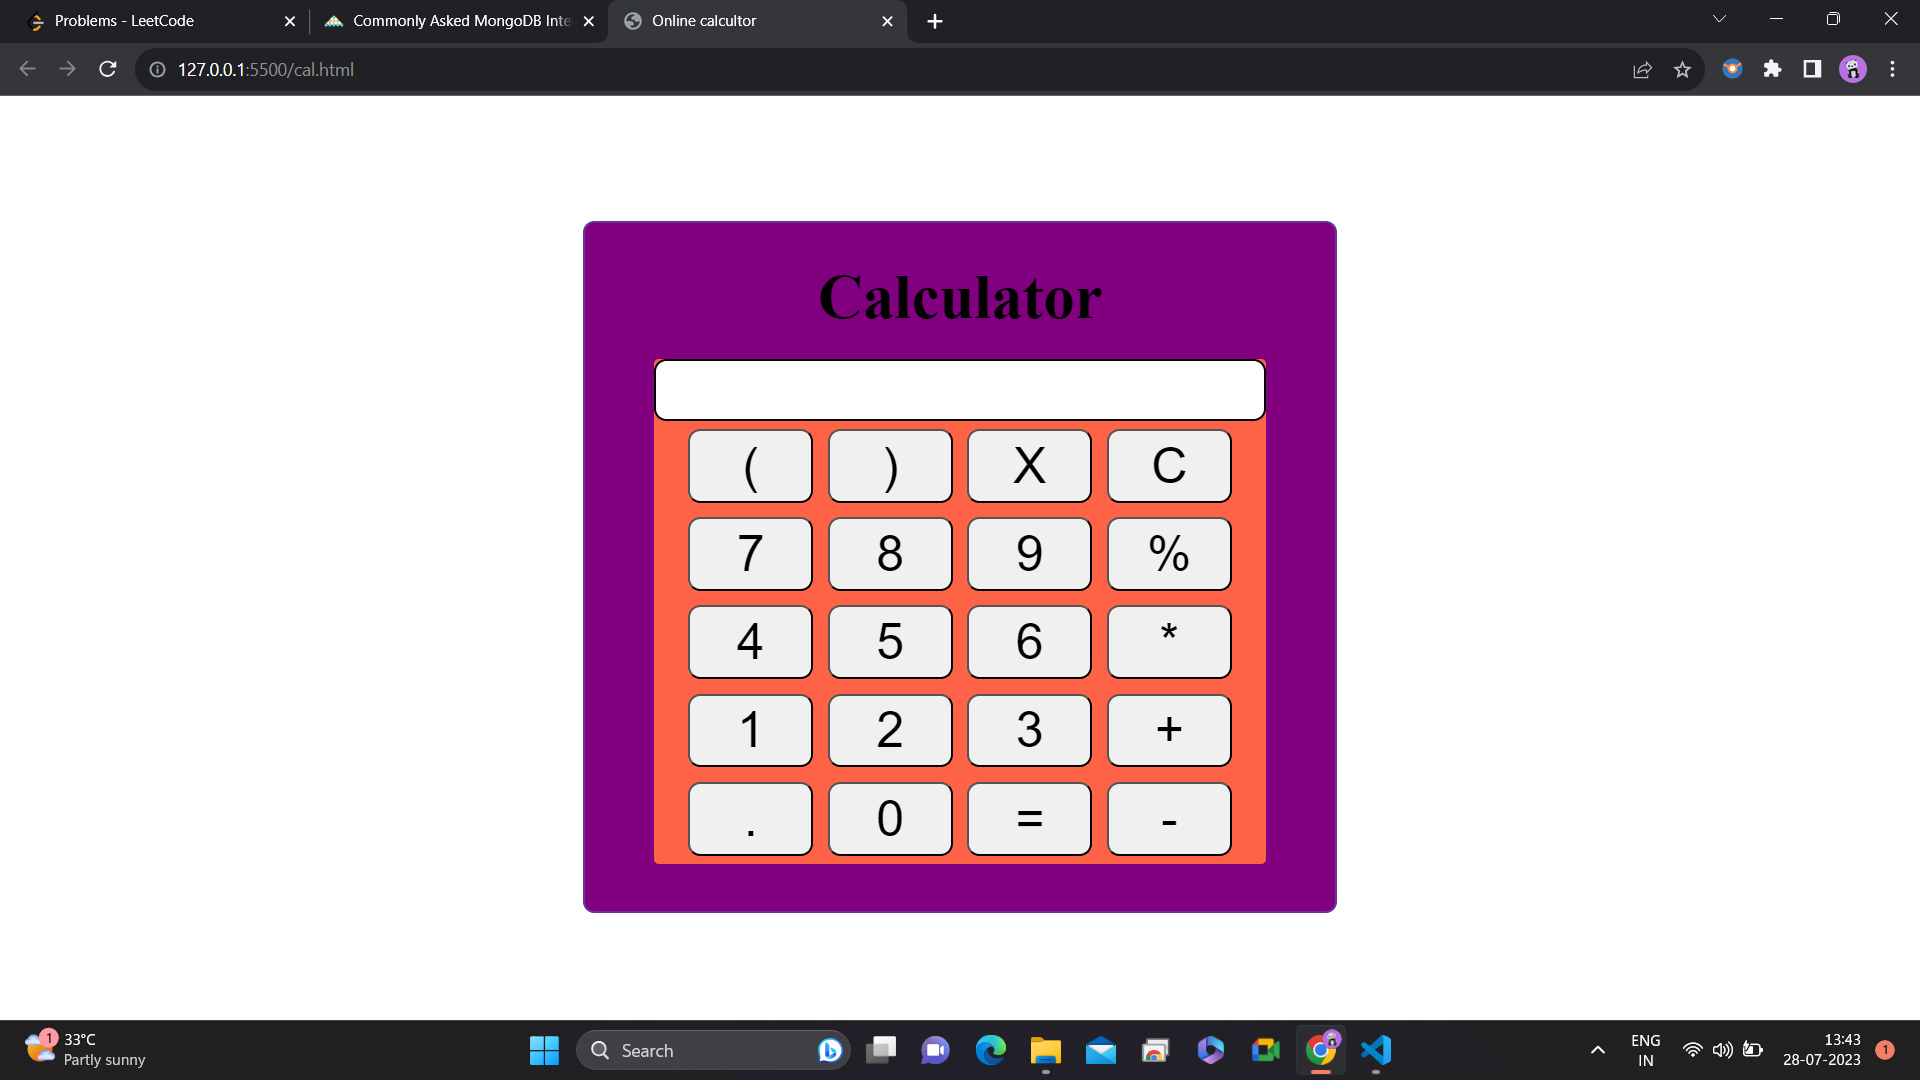 Problems - LeetCode
Commonly Asked MongoDB Inte
Online calcultor
127.0.0.1:5500/cal.html
Calculator
( ) X C
7 8 9 %
4 5 6 *
1 2 3 +
. 0 = -
1
33°C
Partly sunny
Search
ENG
IN
13:43
28-07-2023
1